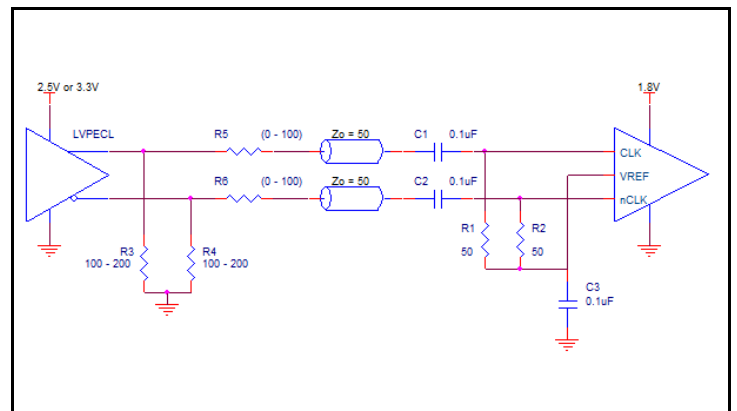 2.5V or 3.3V
1.8V
LVPECL
R5 (0 - 100) Zo = 50 C1 0.1uF
CLK
R6 (0 - 100) Zo = 50 C2 0.1uF
VREF
nCLK
R1 R2
50 50
R3 R4
100 - 200 100 - 200
C3
0.1uF